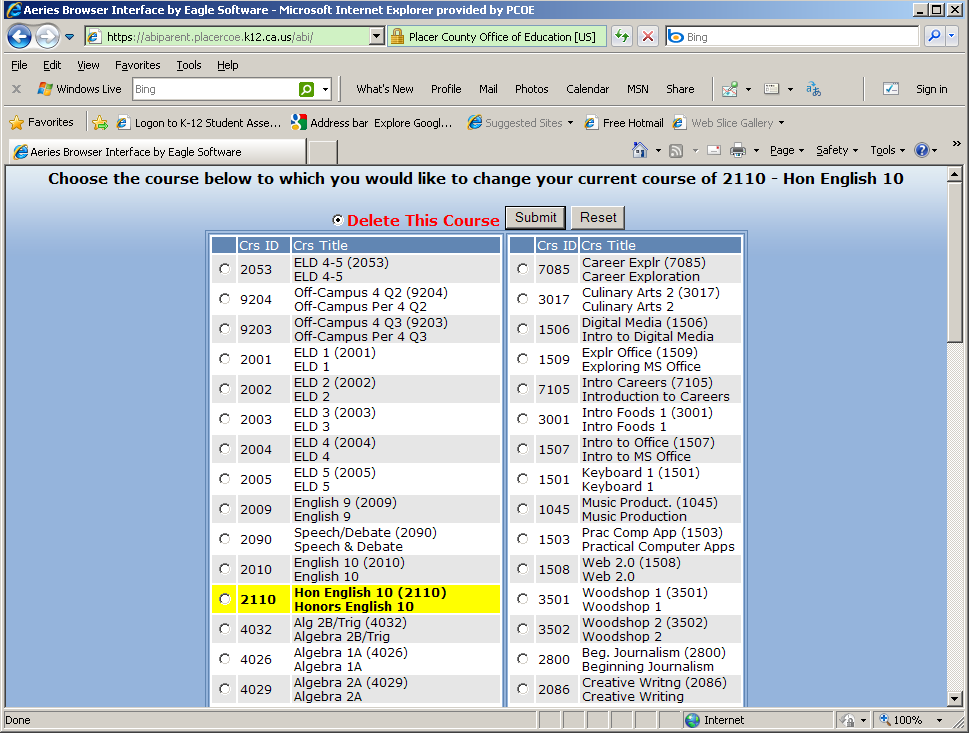 Aeries Browser Interface by Eagle Software - Microsoft Internet Explorer provided by PCOE
https://abiparent.placercoe.k12.ca.us/abi/ Placer County Office of Education [US] Bing
File Edit View Favorites Tools Help
Windows Live Bing What's New Profile Mail Photos Calendar MSN Share Sign in
Favorites Logon to K-12 Student Asse... Address bar Explore Googl... Suggested Sites Free Hotmail Web Slice Gallery
Aeries Browser Interface by Eagle Software Page Safety Tools
Choose the course below to which you would like to change your current course of 2110 - Hon English 10
Delete This Course Submit Reset
Crs ID Crs Title
2053 ELD 4-5 (2053)
ELD 4-5
9204 Off-Campus 4 Q2 (9204)
Off-Campus Per 4 Q2
9203 Off-Campus 4 Q3 (9203)
Off-Campus Per 4 Q3
2001 ELD 1 (2001)
ELD 1
2002 ELD 2 (2002)
ELD 2
2003 ELD 3 (2003)
ELD 3
2004 ELD 4 (2004)
ELD 4
2005 ELD 5 (2005)
ELD 5
2009 English 9 (2009)
English 9
2090 Speech/Debate (2090)
Speech & Debate
2010 English 10 (2010)
English 10
2110 Hon English 10 (2110)
Honors English 10
4032 Alg 2B/Trig (4032)
Algebra 2B/Trig
4026 Algebra 1A (4026)
Algebra 1A
4029 Algebra 2A (4029)
Algebra 2A
Crs ID Crs Title
7085 Career Explr (7085)
Career Exploration
3017 Culinary Arts 2 (3017)
Culinary Arts 2
1506 Digital Media (1506)
Intro to Digital Media
1509 Explr Office (1509)
Exploring MS Office
7105 Intro Careers (7105)
Introduction to Careers
3001 Intro Foods 1 (3001)
Intro Foods 1
1507 Intro to Office (1507)
Intro to MS Office
1501 Keyboard 1 (1501)
Keyboard 1
1045 Music Product. (1045)
Music Production
1503 Prac Comp App (1503)
Practical Computer Apps
1508 Web 2.0 (1508)
Web 2.0
3501 Woodshop 1 (3501)
Woodshop 1
3502 Woodshop 2 (3502)
Woodshop 2
2800 Beg. Journalism (2800)
Beginning Journalism
2086 Creative Writng (2086)
Creative Writing
Done Internet 100%